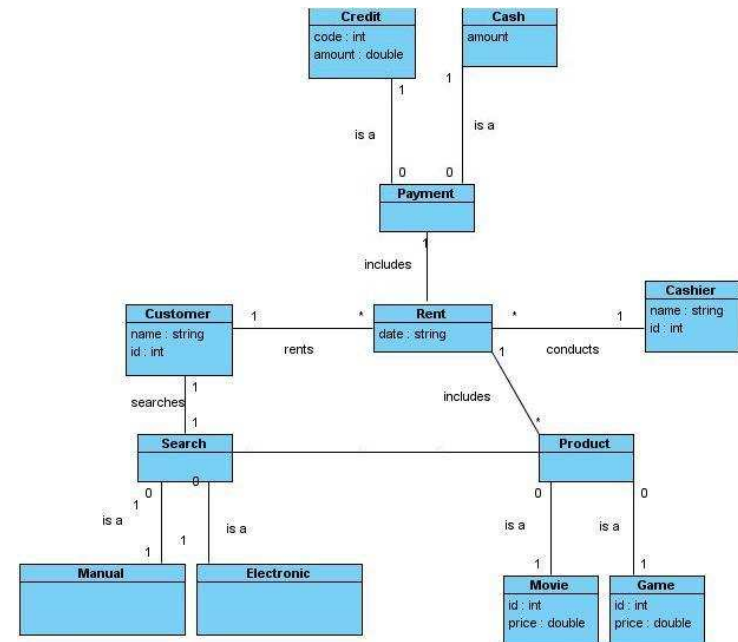 Credit
code : int
amount : double
Cash
amount
1
1
is a
is a
0
0
Payment
1
includes
Customer
name : string
id : int
1
rents
*
Rent
date : string
*
conducts
1
Cashier
name : string
id : int
1
searches
1
1
includes
*
Search
Product
0
1
is a
1
0
1
is a
0
is a
1
0
is a
1
Manual
Electronic
Movie
id : int
price : double
Game
id : int
price : double